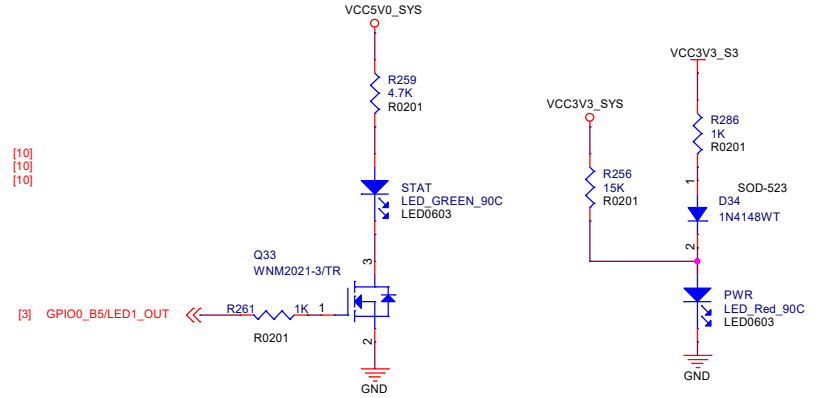 VCC5V0_SYS
R259
4.7K
R0201
[10]
[10]
[10]
STAT
LED_GREEN_90C
LED0603
Q33
WNM2021-3/TR
3
[3] GPIO0_B5/LED1_OUT
R261 1K 1
R0201
2
GND
VCC3V3_S3
VCC3V3_SYS
R286
1K
R0201
R256
15K
R0201
1
SOD-523
D34
1N4148WT
2
PWR
LED_Red_90C
LED0603
GND